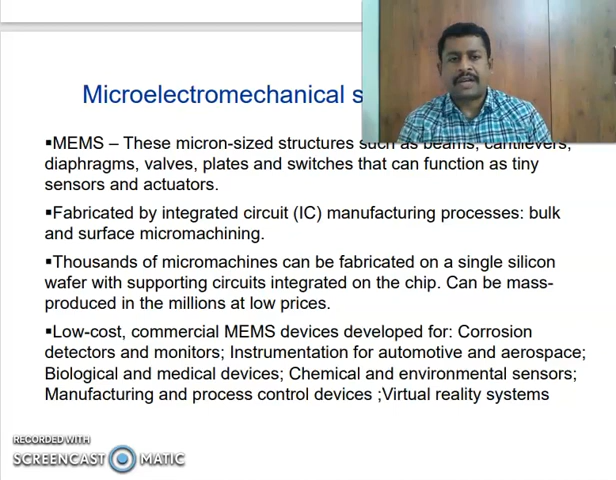 Microelectromechanical s
▪MEMS – These micron-sized structures such as beams, cantilevers,
diaphragms, valves, plates and switches that can function as tiny
sensors and actuators.
▪Fabricated by integrated circuit (IC) manufacturing processes: bulk
and surface micromachining.
▪Thousands of micromachines can be fabricated on a single silicon
wafer with supporting circuits integrated on the chip. Can be mass-
produced in the millions at low prices.
▪Low-cost, commercial MEMS devices developed for: Corrosion
detectors and monitors; Instrumentation for automotive and aerospace;
Biological and medical devices; Chemical and environmental sensors;
Manufacturing and process control devices ;Virtual reality systems
RECORDED WITH
SCREENCAST MATIC